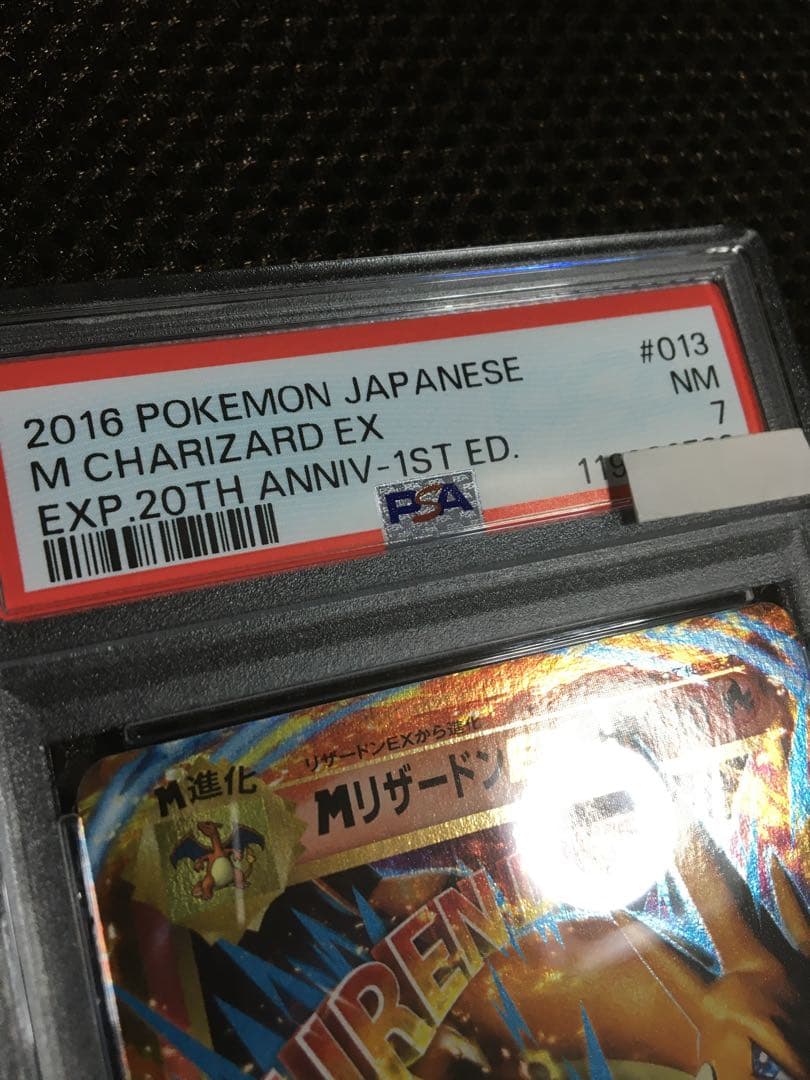 2016 POKEMON JAPANESE
#013
M CHARIZARD EX
NM
EXP.20TH ANNIV-1ST ED.
7
PSA
M進化
リザードンEXから進化
Mリザードン